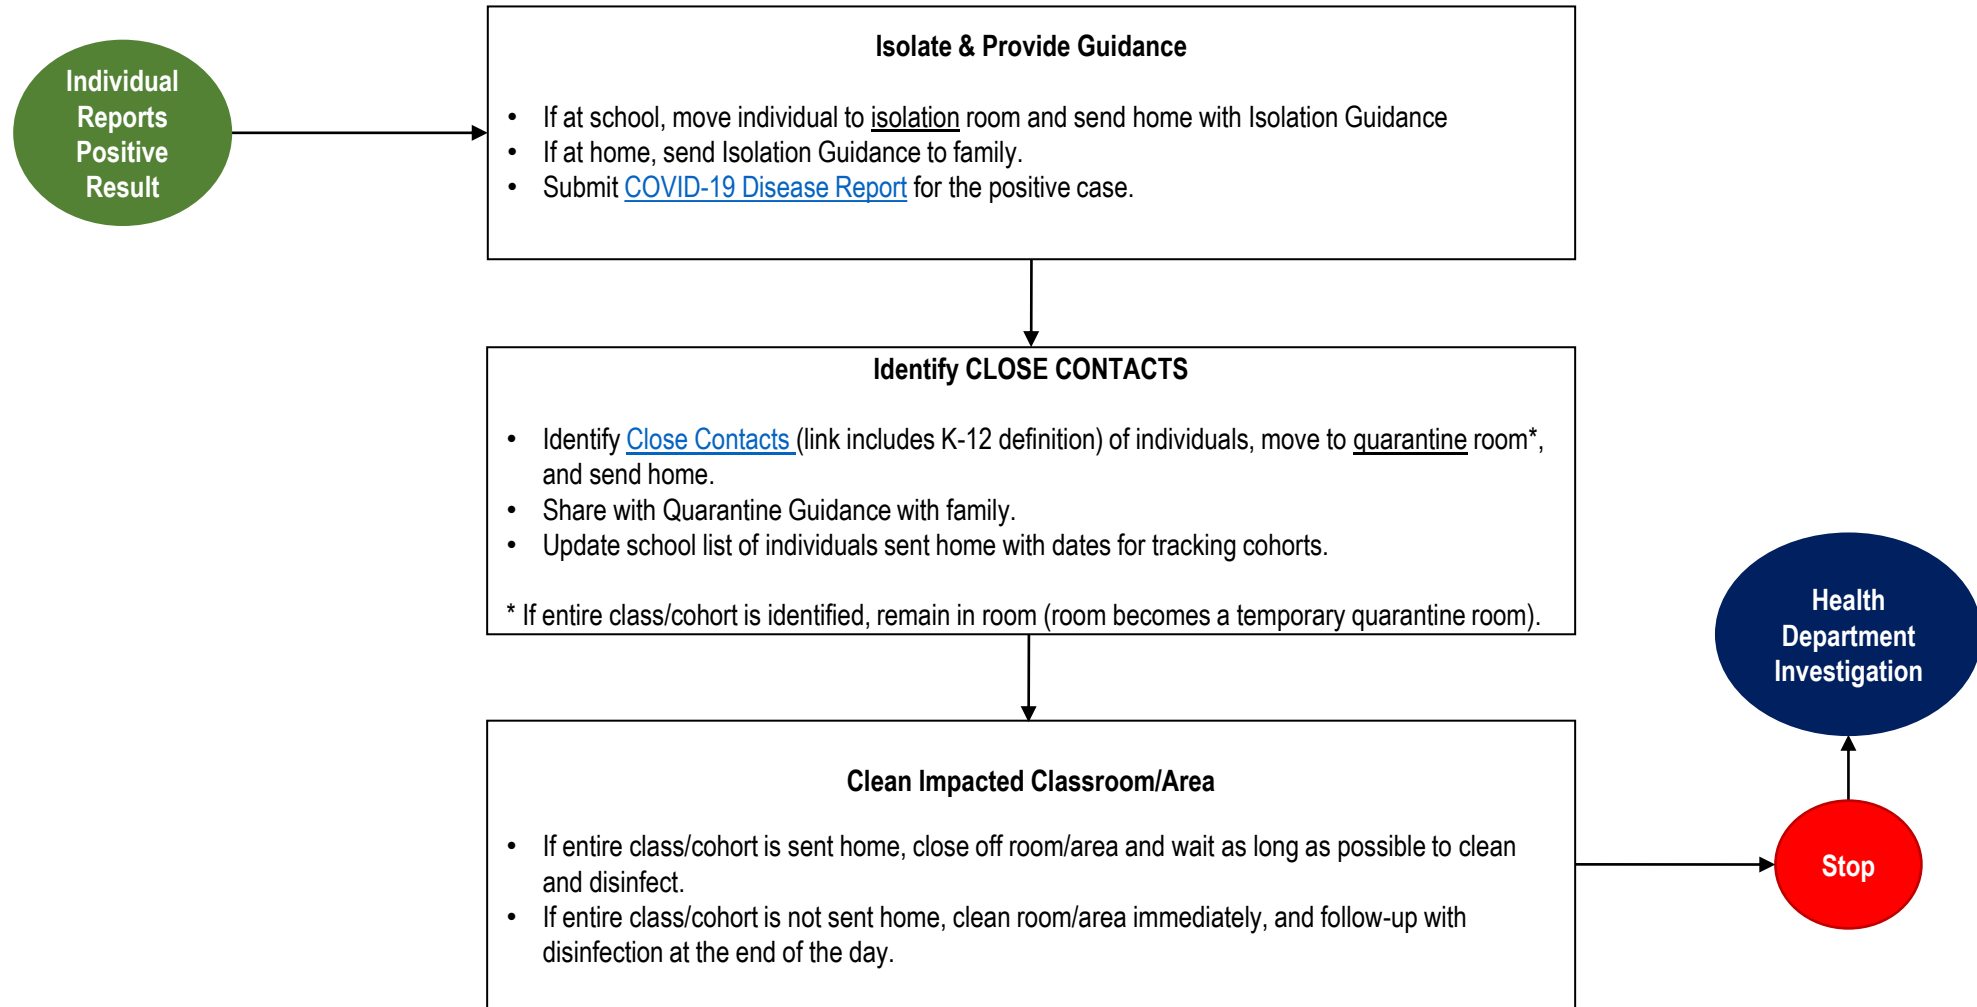 Individual
Reports
Positive
Result
Isolate & Provide Guidance
• If at school, move individual to isolation room and send home with Isolation Guidance
• If at home, send Isolation Guidance to family.
• Submit COVID-19 Disease Report for the positive case.
Identify CLOSE CONTACTS
• Identify Close Contacts (link includes K-12 definition) of individuals, move to quarantine room*,
and send home.
• Share with Quarantine Guidance with family.
• Update school list of individuals sent home with dates for tracking cohorts.
* If entire class/cohort is identified, remain in room (room becomes a temporary quarantine room).
Clean Impacted Classroom/Area
• If entire class/cohort is sent home, close off room/area and wait as long as possible to clean
and disinfect.
• If entire class/cohort is not sent home, clean room/area immediately, and follow-up with
disinfection at the end of the day.
Stop
Health
Department
Investigation